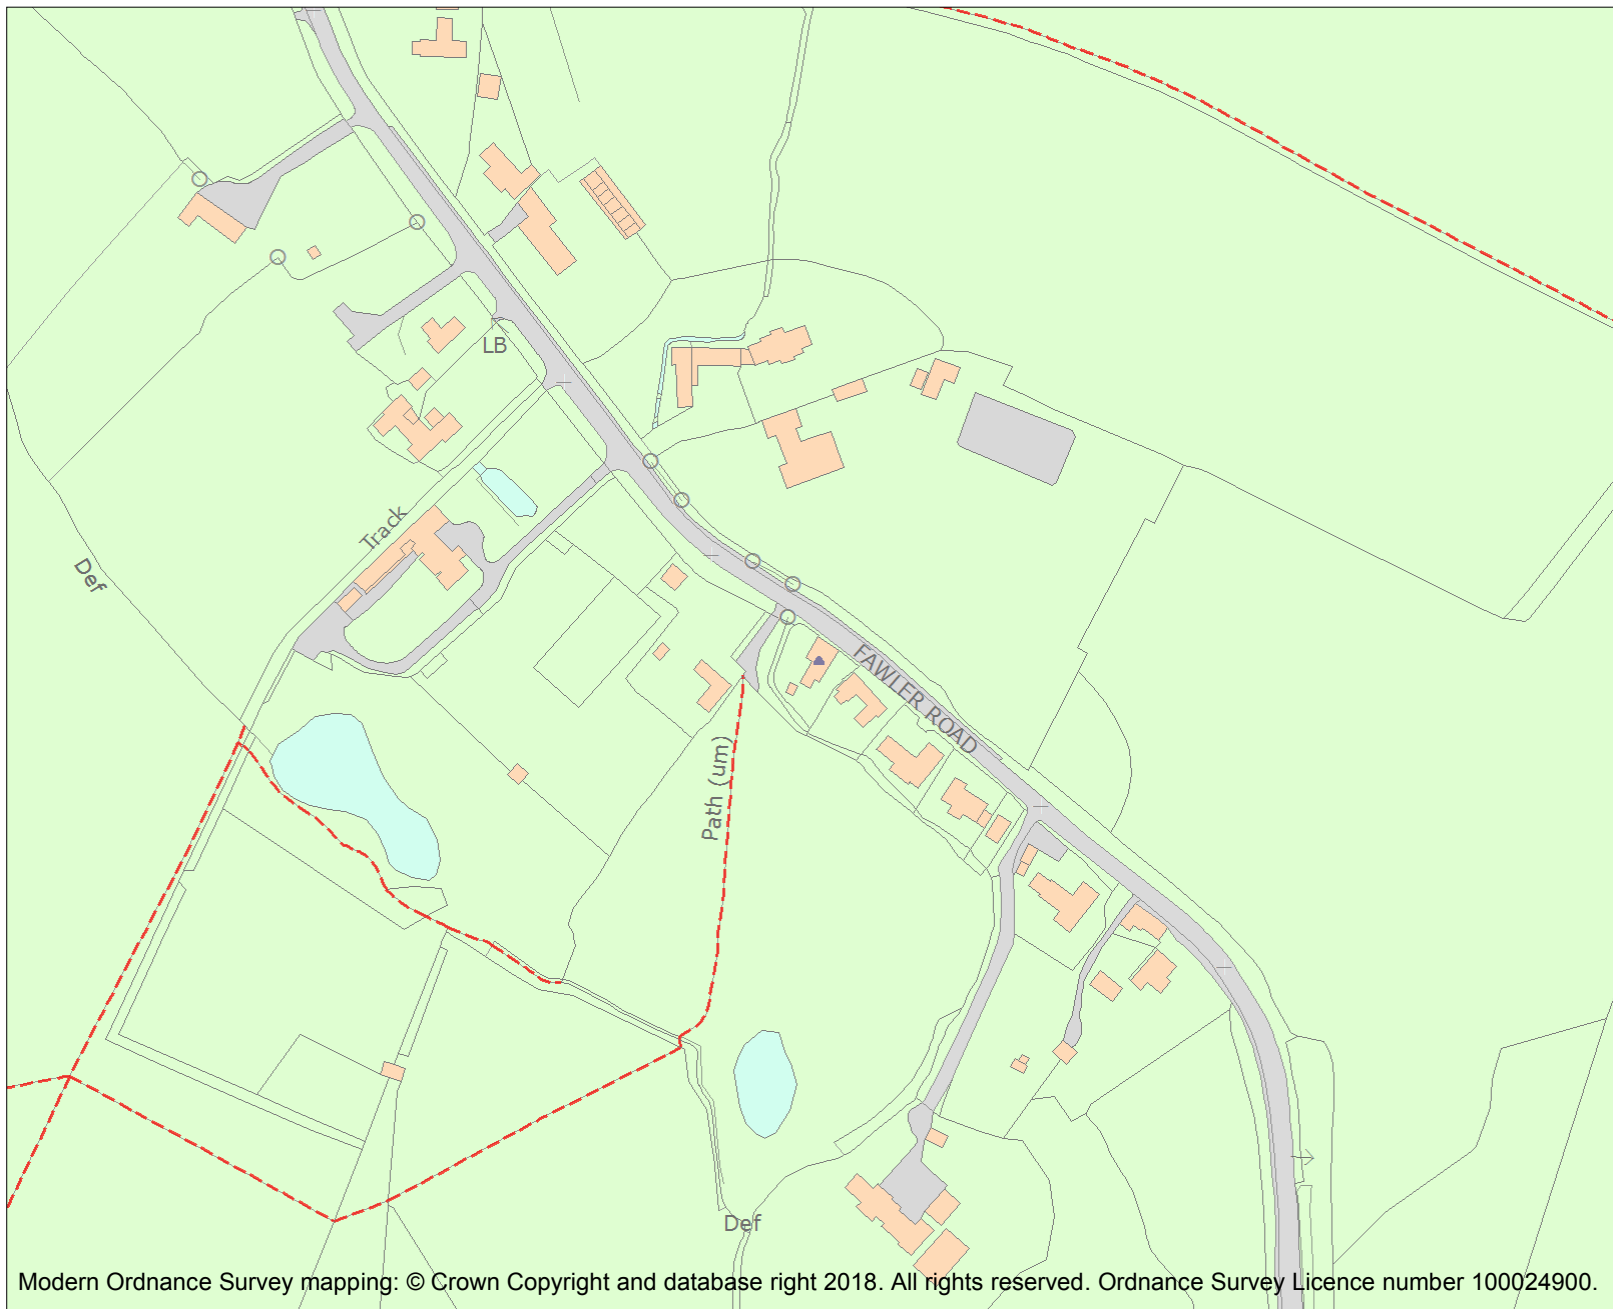 LB
Track
Def
FAWLER ROAD
Path (um)
Def
Modern Ordnance Survey mapping: © Crown Copyright and database right 2018. All rights reserved. Ordnance Survey Licence number 100024900.